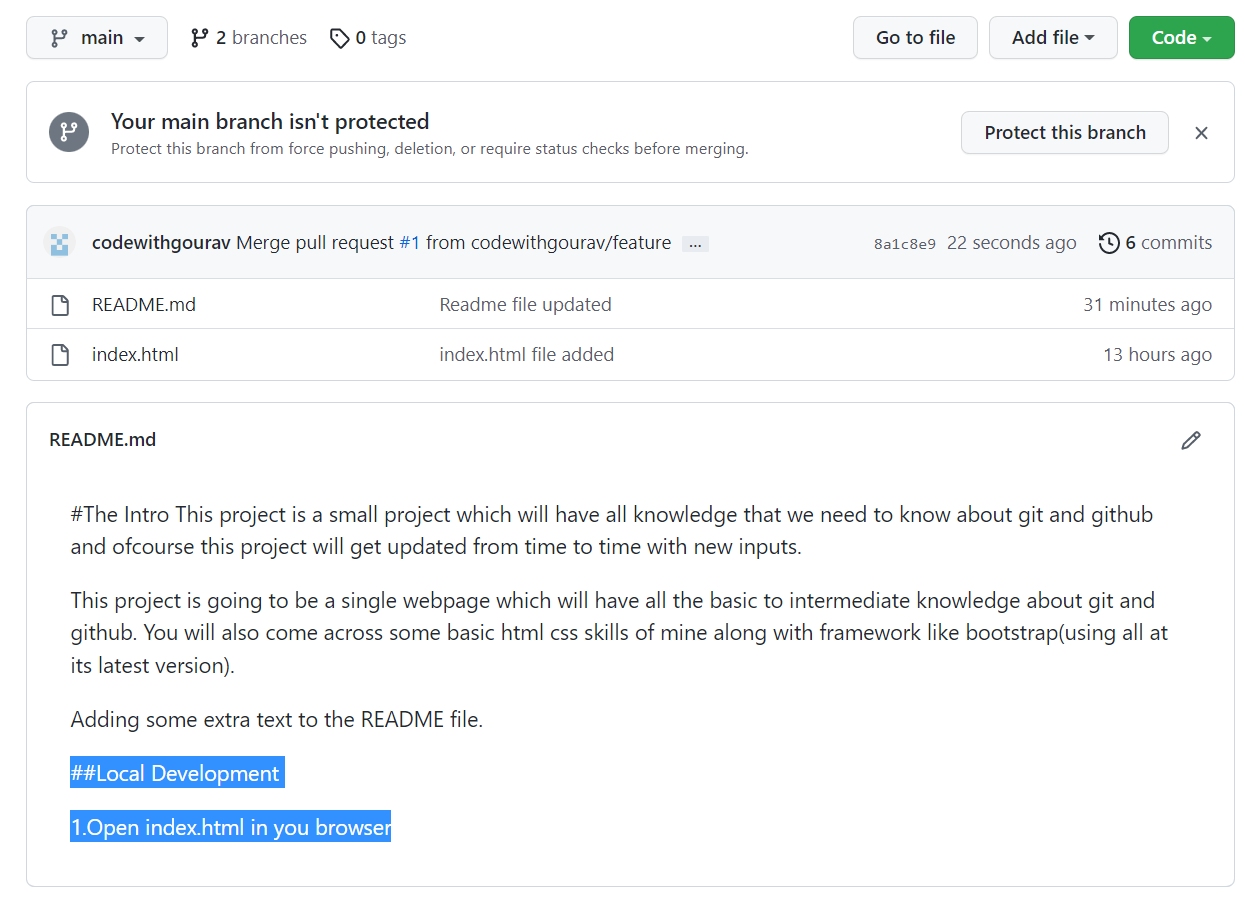 main
2 branches
0 tags
Go to file
Add file
Code
Your main branch isn't protected
Protect this branch from force pushing, deletion, or require status checks before merging.
Protect this branch
codewithgourav Merge pull request #1 from codewithgourav/feature ...
8a1c8e9 22 seconds ago
6 commits
README.md
Readme file updated
31 minutes ago
index.html
index.html file added
13 hours ago
README.md
#The Intro This project is a small project which will have all knowledge that we need to know about git and github
and ofcourse this project will get updated from time to time with new inputs.
This project is going to be a single webpage which will have all the basic to intermediate knowledge about git and
github. You will also come across some basic html css skills of mine along with framework like bootstrap(using all at
its latest version).
Adding some extra text to the README file.
##Local Development
1.Open index.html in you browser